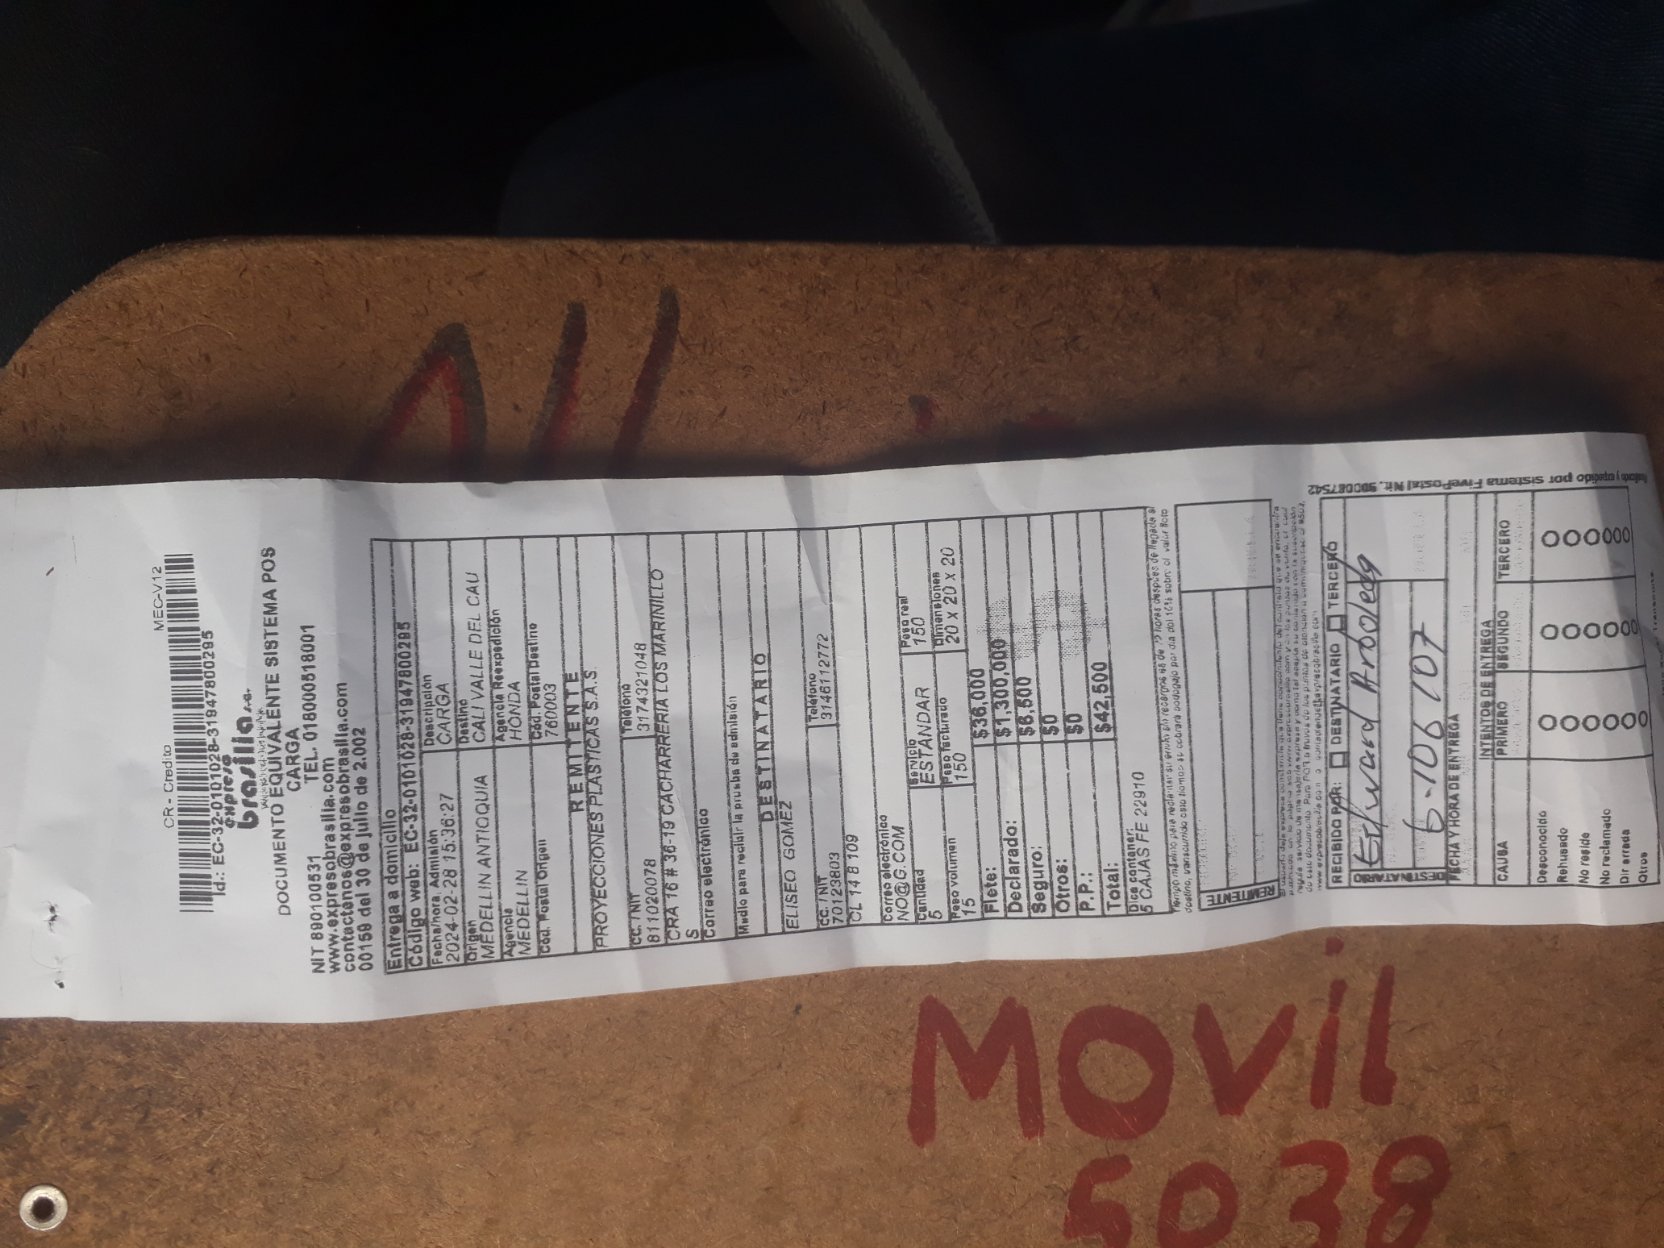 CR - Credito
MEC-V12
Id.: EC-32-0101028-31947800295
expreso
brasilia s.a.
DOCUMENTO EQUIVALENTE SISTEMA POS
CARGA
NIT 890100531
TEL. 018000518001
www.expresobrasilia.com
contactenos@expresobrasilia.com
00159 del 30 de julio de 2.002
Entrega a domicilio
Código web: EC-32-0101028-31947800295
Fecha/hora Admisión
Descripción
2024-02-28 15:36:27
CARGA
Origen
Destino
MEDELLIN ANTIOQUIA
CALI VALLE DEL CAU
Agencia
Agencia Reexpedición
MEDELLIN
HONDA
Cód. Postal Origen
Cód. Postal Destino
760003
REMITENTE
PROYECCIONES PLASTICAS S.A.S.
CC. / NIT
Teléfono
811020078
3174321048
CRA 16 # 36-19 CACHARRERIA LOS MARINILLO
S
Correo electrónico
Medio para recibir la prueba de admisión
DESTINATARIO
ELISEO GOMEZ
CC. / NIT
Teléfono
70123803
3146112772
CL 14 8 109
Correo electrónico
NO@G.COM
Cantidad
Servicio
Peso real
5
ESTANDAR
150
Peso volumen
Peso facturado
Dimensiones
15
150
20 x 20 x 20
Flete:
$36,000
Declarado:
$1,300,000
Seguro:
$6,500
Otros:
$0
P.P.:
$0
Total:
$42,500
Dice contener:
5 CAJAS FE 22910
REMITENTE
RECIBIDO POR:
DESTINATARIO
TERCERO
DESTINATARIO
Edward Arboleda
6-106 107
FECHA Y HORA DE ENTREGA
INTENTOS DE ENTREGA
CAUSA
PRIMERO
SEGUNDO
TERCERO
Desconocido
Rehusado
No reside
No reclamado
Dir errada
Otros
por sistema FivePostal Nit. 900087542
MOVIL
5038